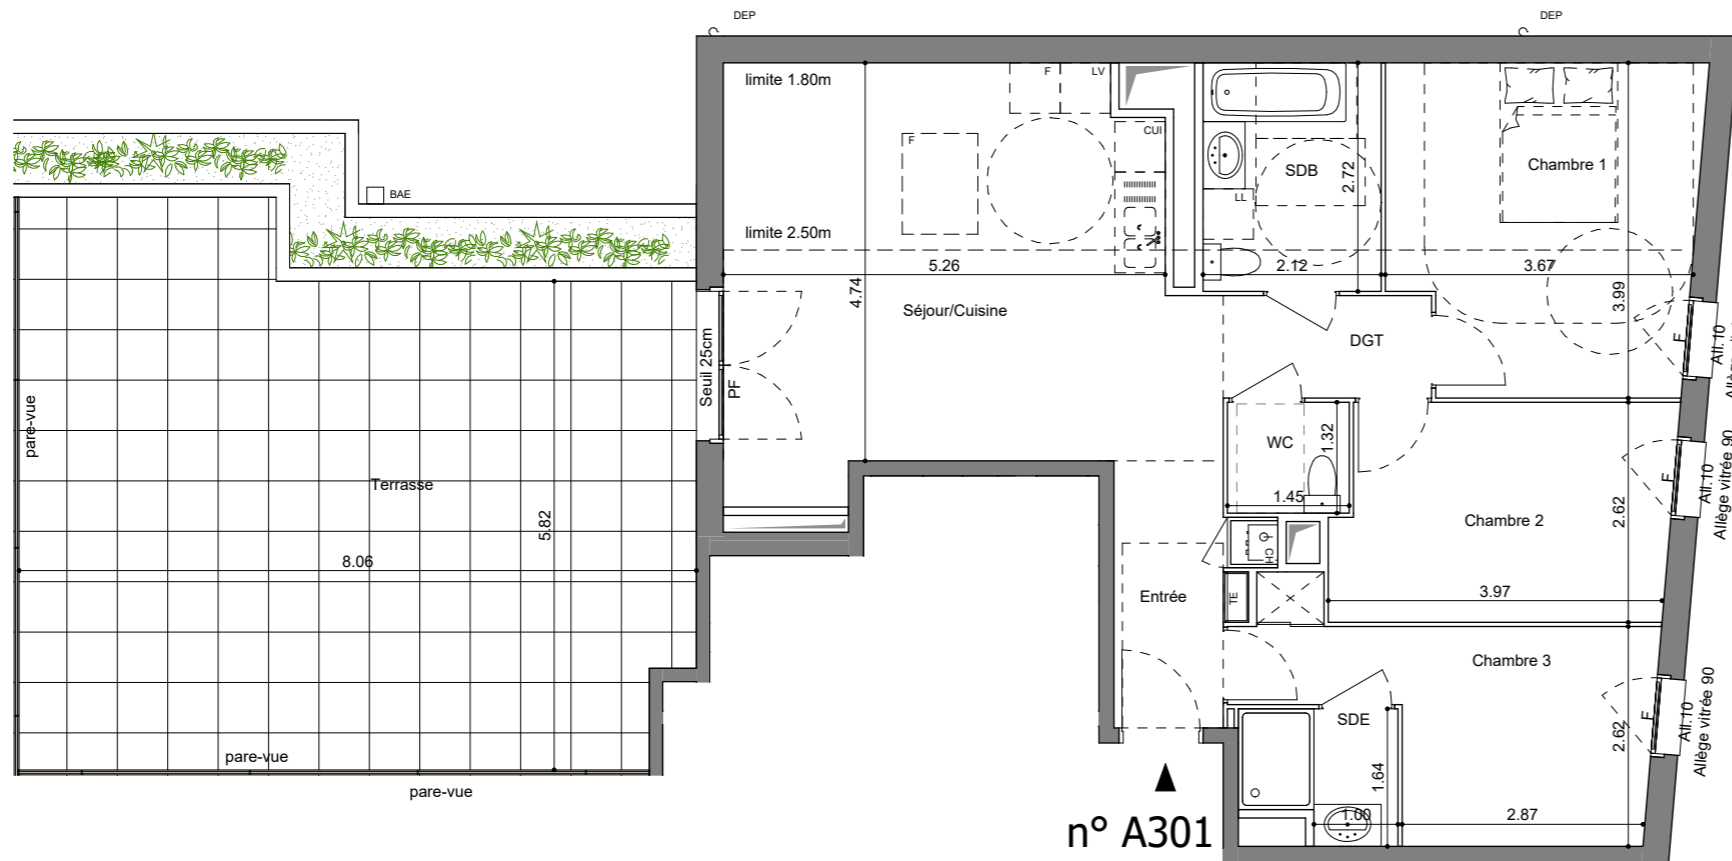 DEP
DEP
limite 1.80m
F
LV
CUI
F
SDB
2.72
Chambre 1
LL
BAE
limite 2.50m
5.26
2.12
3.67
4.74
3.99
Séjour/Cuisine
DGT
Seuil 25cm
PF
F
All.10
pare-vue
WC
1.32
1.45
F
All.10
Allège vitrée 90
Terrasse
5.82
8.06
Chambre 2
2.62
CH
3.97
Entrée
TE
X
Chambre 3
SDE
2.62
F
All.10
Allège vitrée 90
pare-vue
pare-vue
1.64
1.00
2.87
n° A301